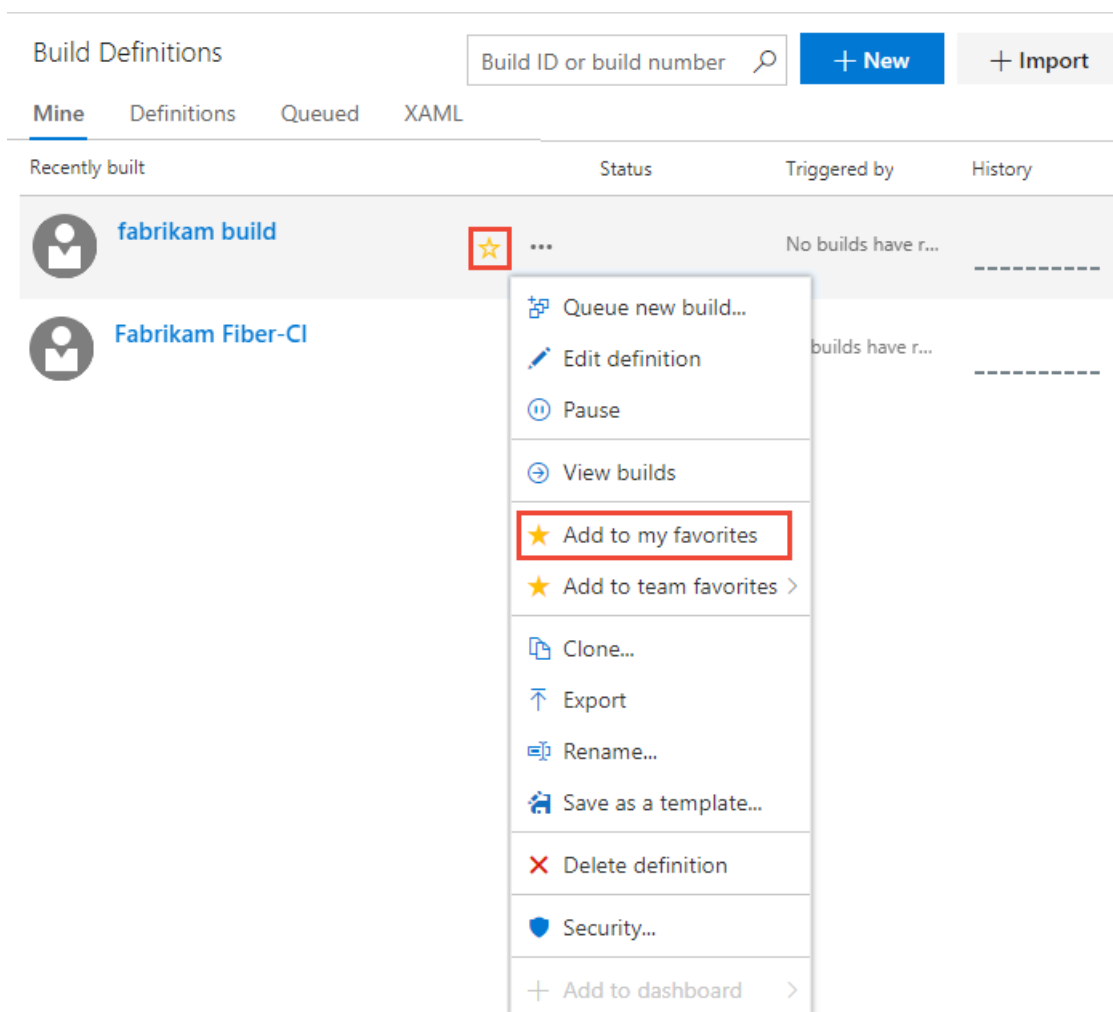 Build Definitions
Build ID or build number
+ New
+ Import
Mine Definitions Queued XAML
Recently built Status Triggered by History
fabrikam build ... No builds have r...
Queue new build...
Fabrikam Fiber-CI
builds have r...
Edit definition
Pause
View builds
Add to my favorites
Add to team favorites >
Clone...
Export
Rename...
Save as a template...
Delete definition
Security...
+ Add to dashboard >